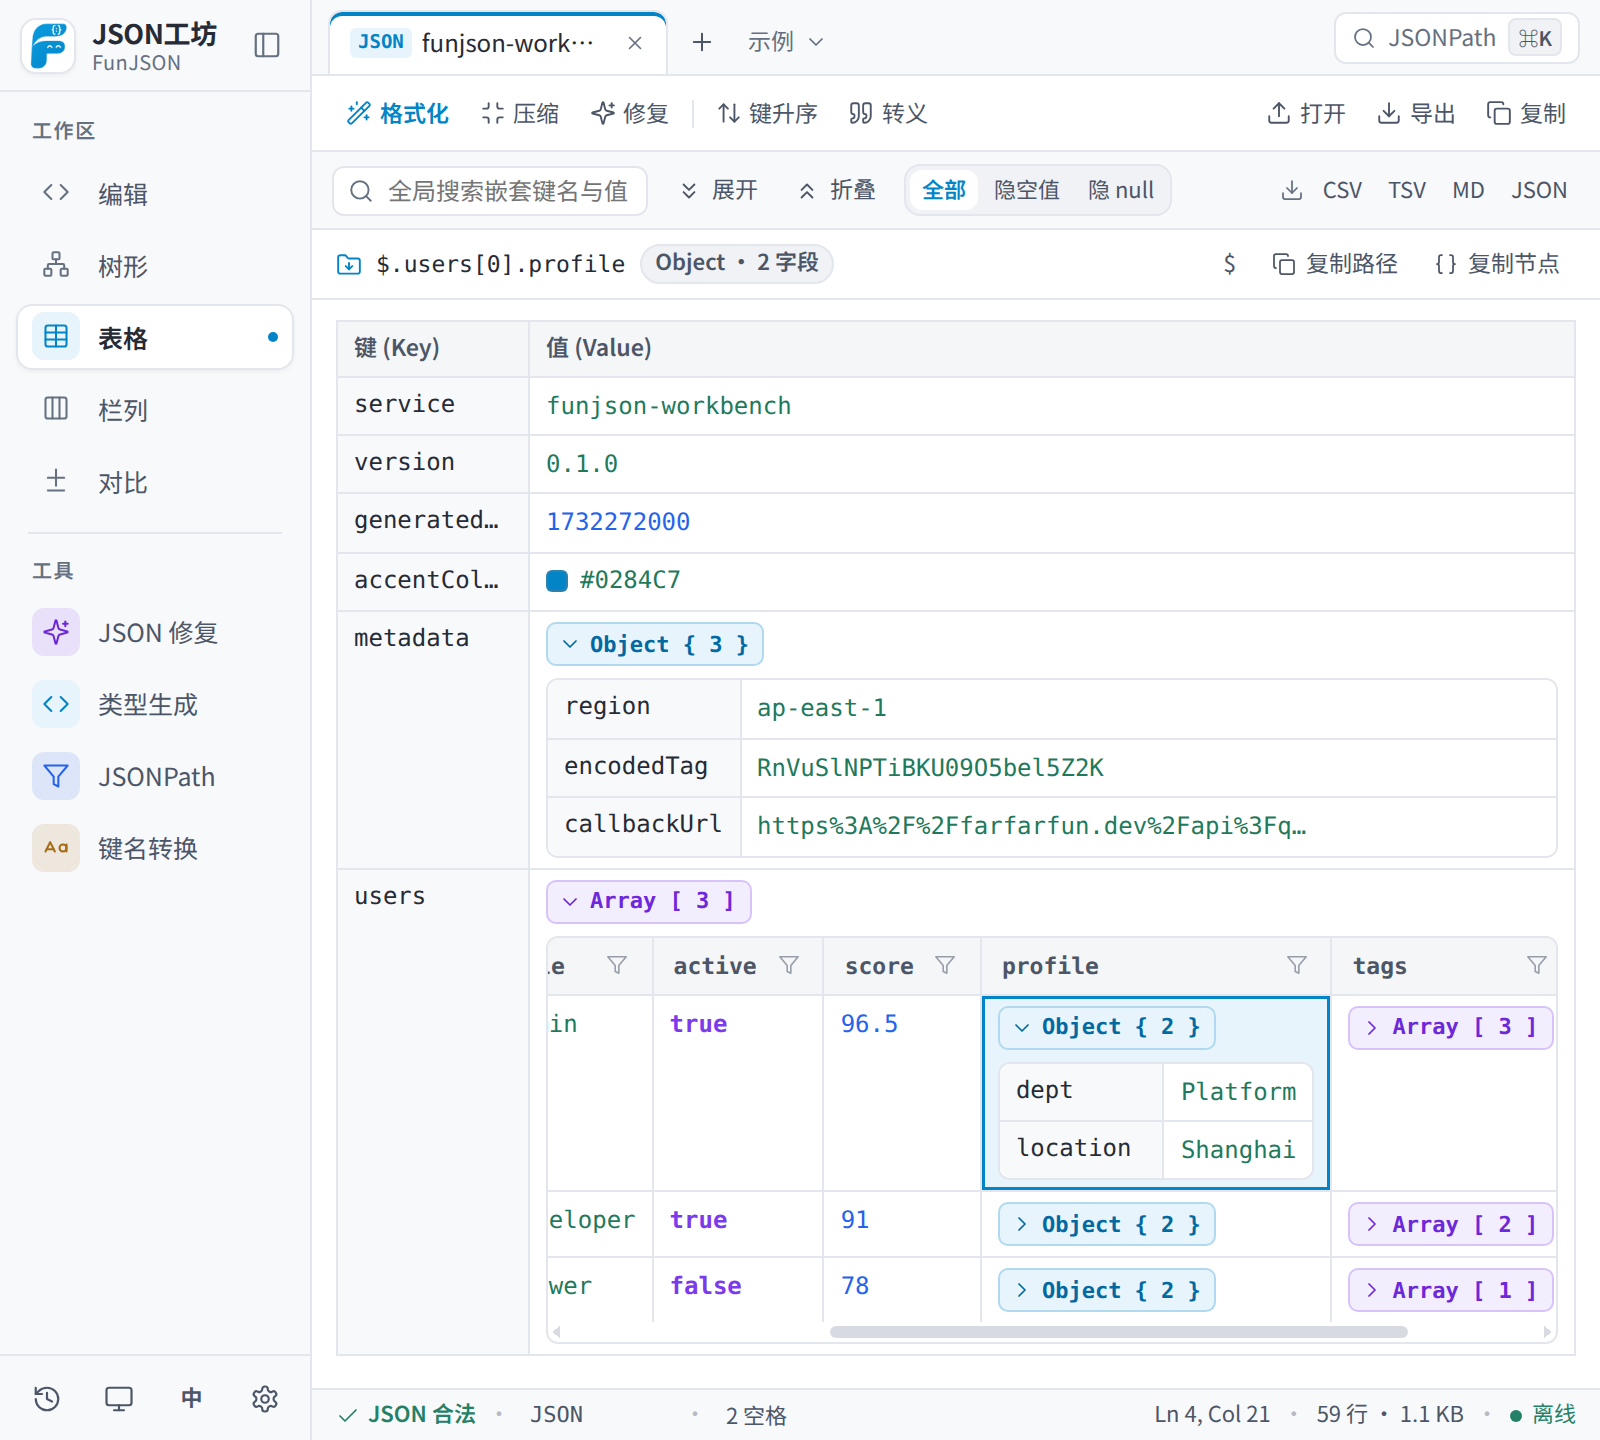 JSON工坊
FunJSON
工作区
编辑
树形
表格
栏列
对比
工具
JSON 修复
类型生成
JSONPath
Aa 键名转换
中
JSON funjson-work…
示例
JSONPath ⌘K
格式化 压缩 修复 键升序 转义 打开 导出 复制
全局搜索嵌套键名与值 展开 折叠 全部 隐空值 隐 null CSV TSV MD JSON
$.users[0].profile Object • 2 字段 $ 复制路径 {} 复制节点
键 (Key) 值 (Value)
service funjson-workbench
version 0.1.0
generated… 1732272000
accentCol… #0284C7
metadata Object { 3 }
region ap-east-1
encodedTag RnVuSlNPTiBKU09O5bel5Z2K
callbackUrl https%3A%2F%2Ffarfarfun.dev%2Fapi%3Fq…
users Array [ 3 ]
e active score profile tags
in true 96.5 Object { 2 } Array [ 3 ]
dept Platform
location Shanghai
eloper true 91 Object { 2 } Array [ 2 ]
wer false 78 Object { 2 } Array [ 1 ]
JSON 合法 • JSON • 2 空格 Ln 4, Col 21 • 59 行 • 1.1 KB • 离线